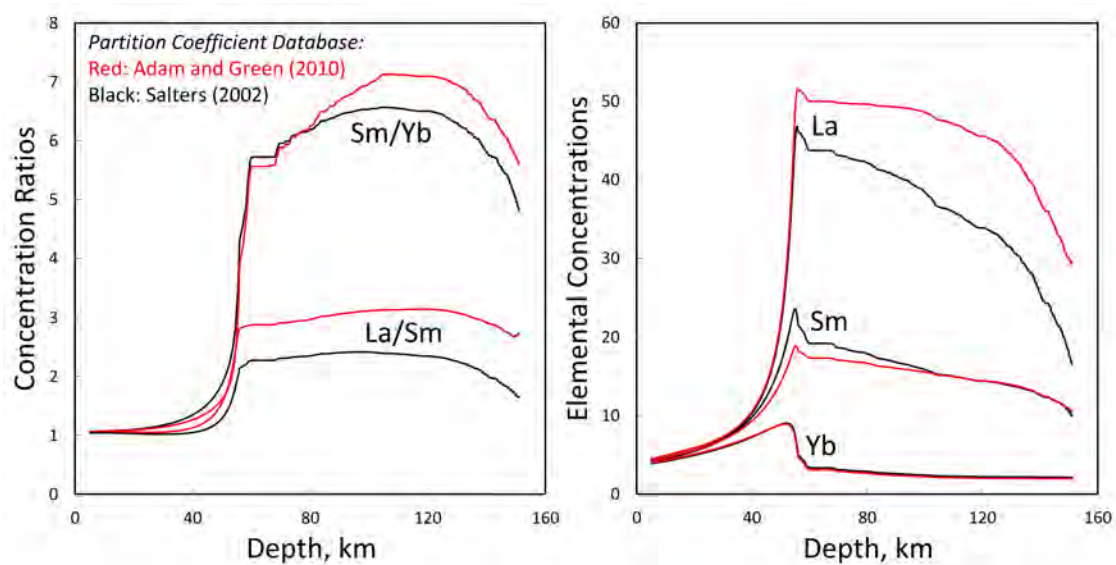 Partition Coefficient Database:
Red: Adam and Green (2010)
Black: Salters (2002)
Sm/Yb
La/Sm
Concentration Ratios
8
7
6
5
4
3
2
1
0
0
40
80
120
160
Depth, km
La
Sm
Yb
Elemental Concentrations
60
50
40
30
20
10
0
0
40
80
120
160
Depth, km